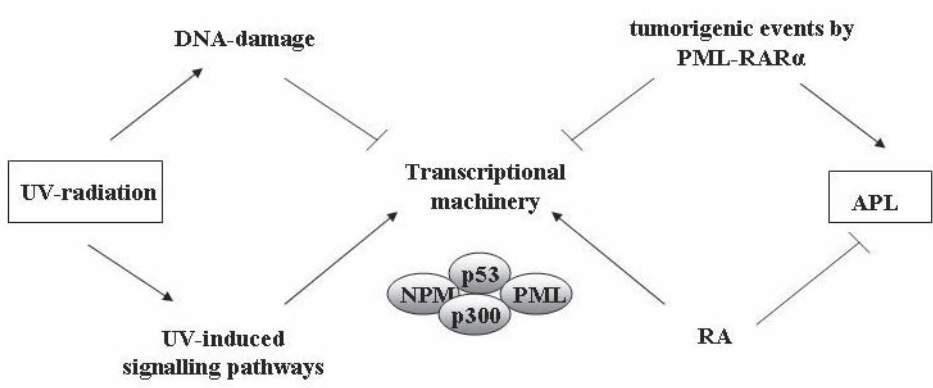 DNA-damage
tumorigenic events by
PML-RARα
UV-radiation
Transcriptional
machinery
APL
p53
NPM
PML
p300
UV-induced
signalling pathways
RA